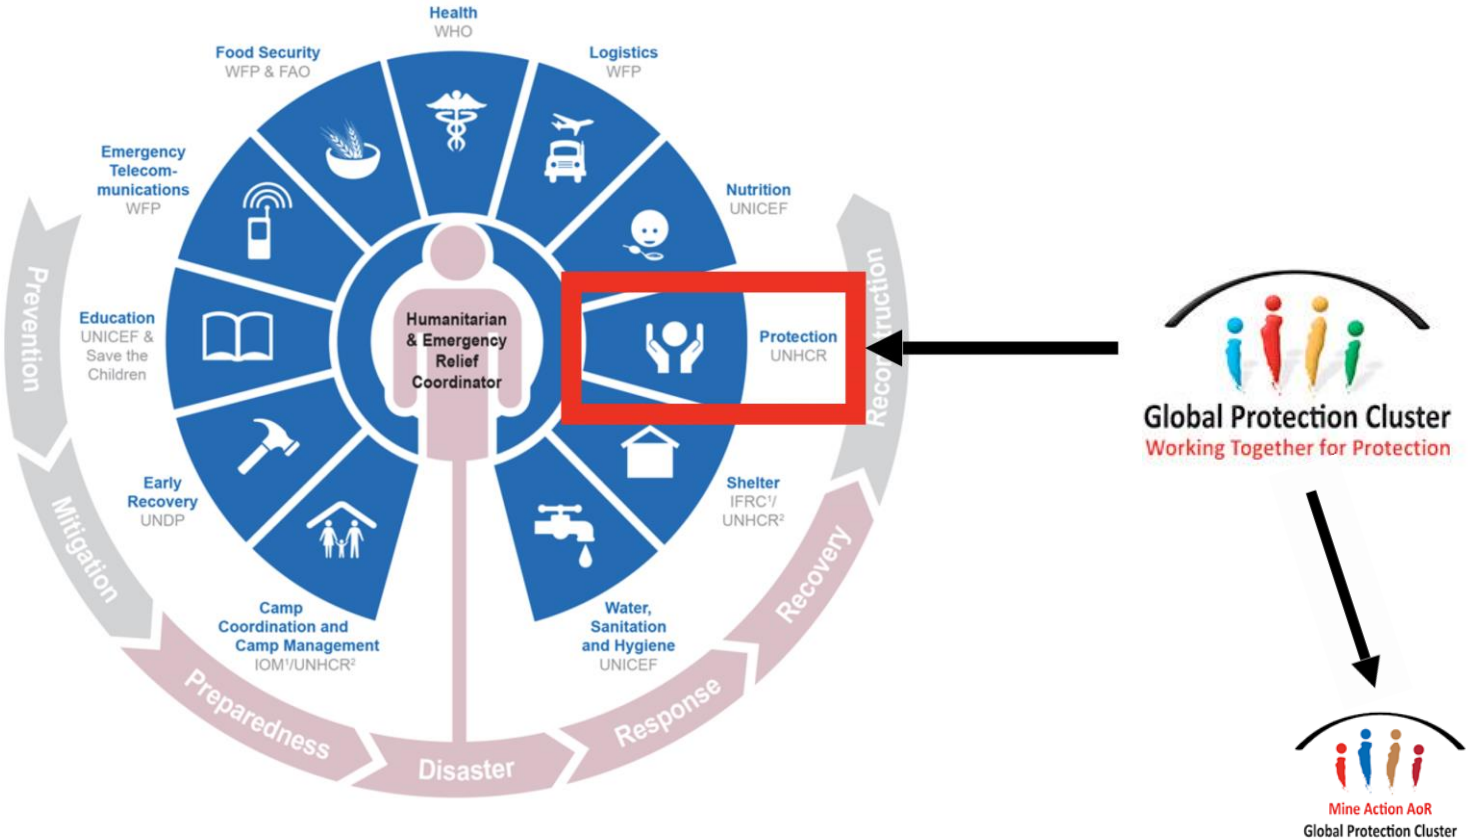 Health
WHO
Food Security
WFP & FAO
Logistics
WFP
Emergency
Telecom-
munications
WFP
Nutrition
UNICEF
Education
UNICEF &
Save the
Children
Humanitarian
& Emergency
Relief
Coordinator
Protection
UNHCR
Early
Recovery
UNDP
Shelter
IFRC¹/
UNHCR²
Camp
Coordination and
Camp Management
IOM¹/UNHCR²
Water,
Sanitation
and Hygiene
UNICEF
Prevention
Mitigation
Preparedness
Disaster
Response
Recovery
Reconstruction
Global Protection Cluster
Working Together for Protection
Mine Action AoR
Global Protection Cluster